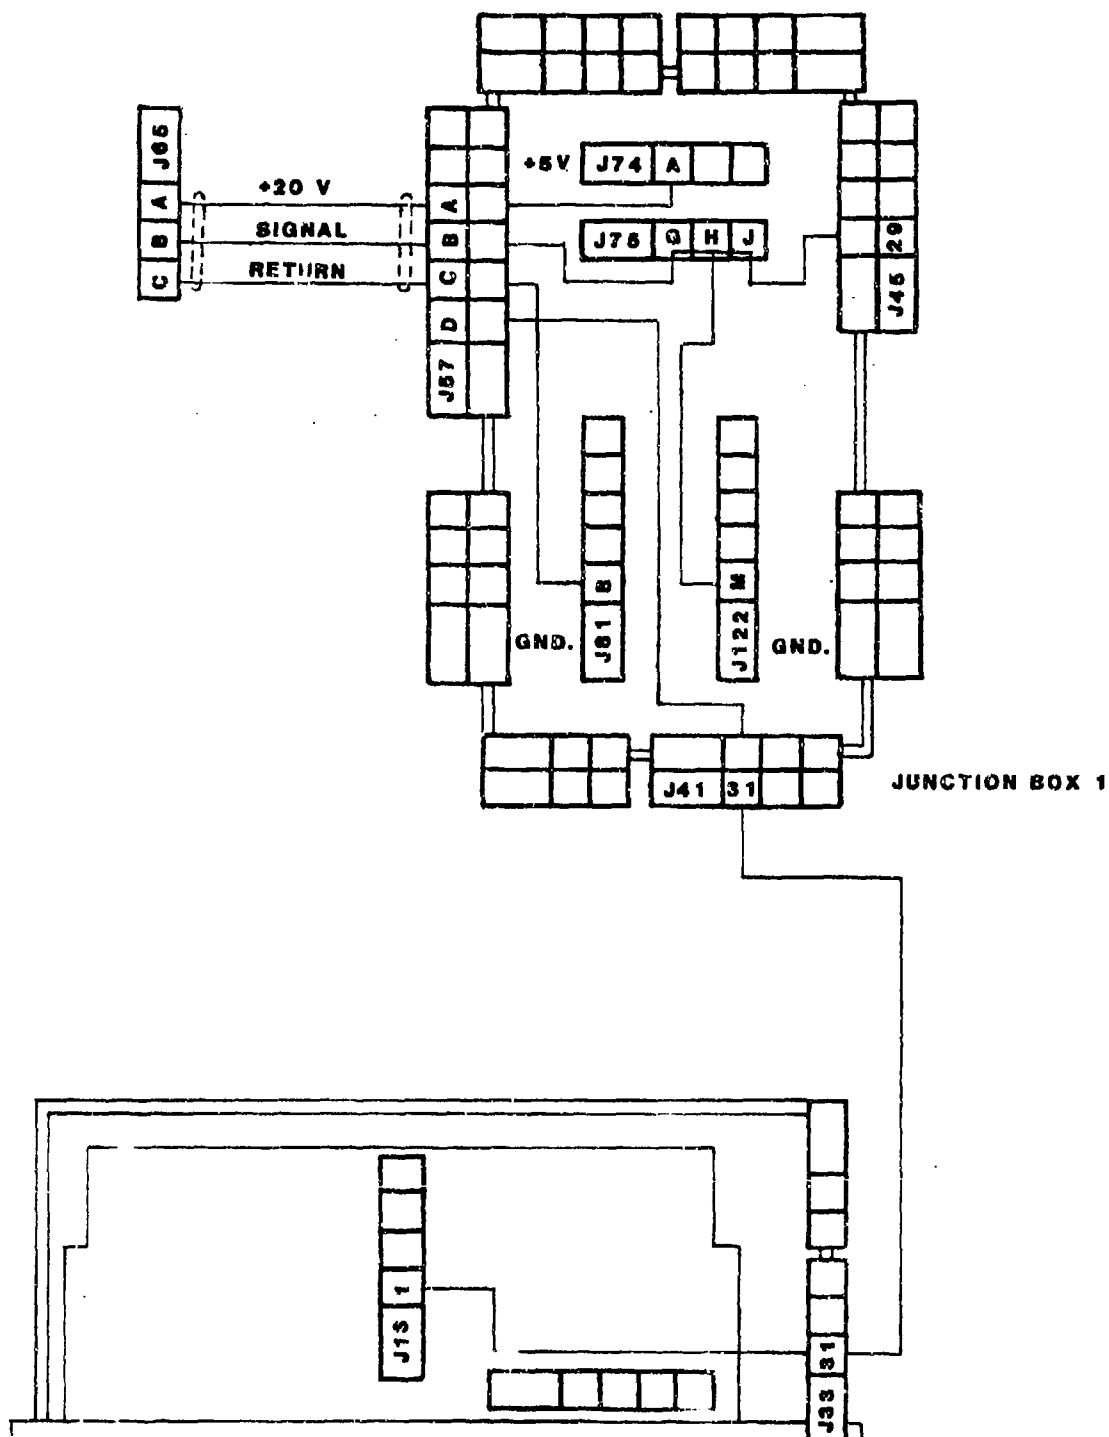 J65
A
B
C
+20 V
SIGNAL
RETURN
A
B
C
D
J57
+5V
J74 A
J75 G H J
29
J45
B
J61
GND.
M
J122
GND.
J41 31
JUNCTION BOX 1
1
J13
31
J33